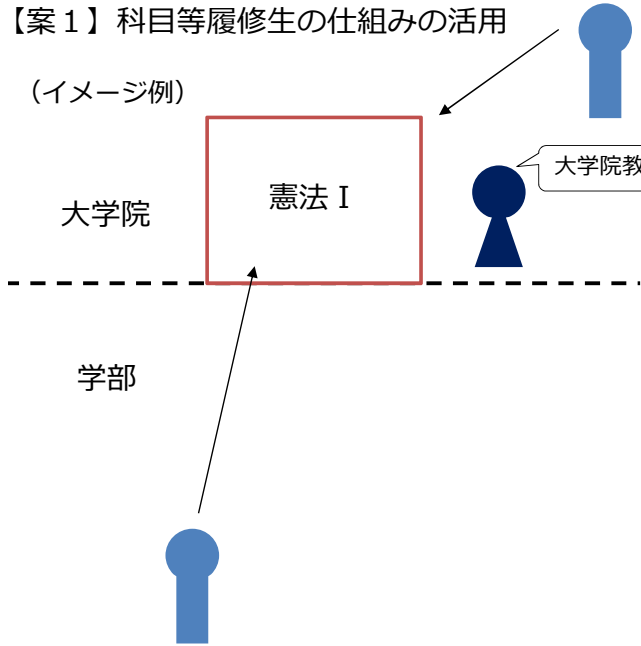 【案１】科目等履修生の仕組みの活用
（イメージ例）
大学院教
憲法Ⅰ
大学院
学部